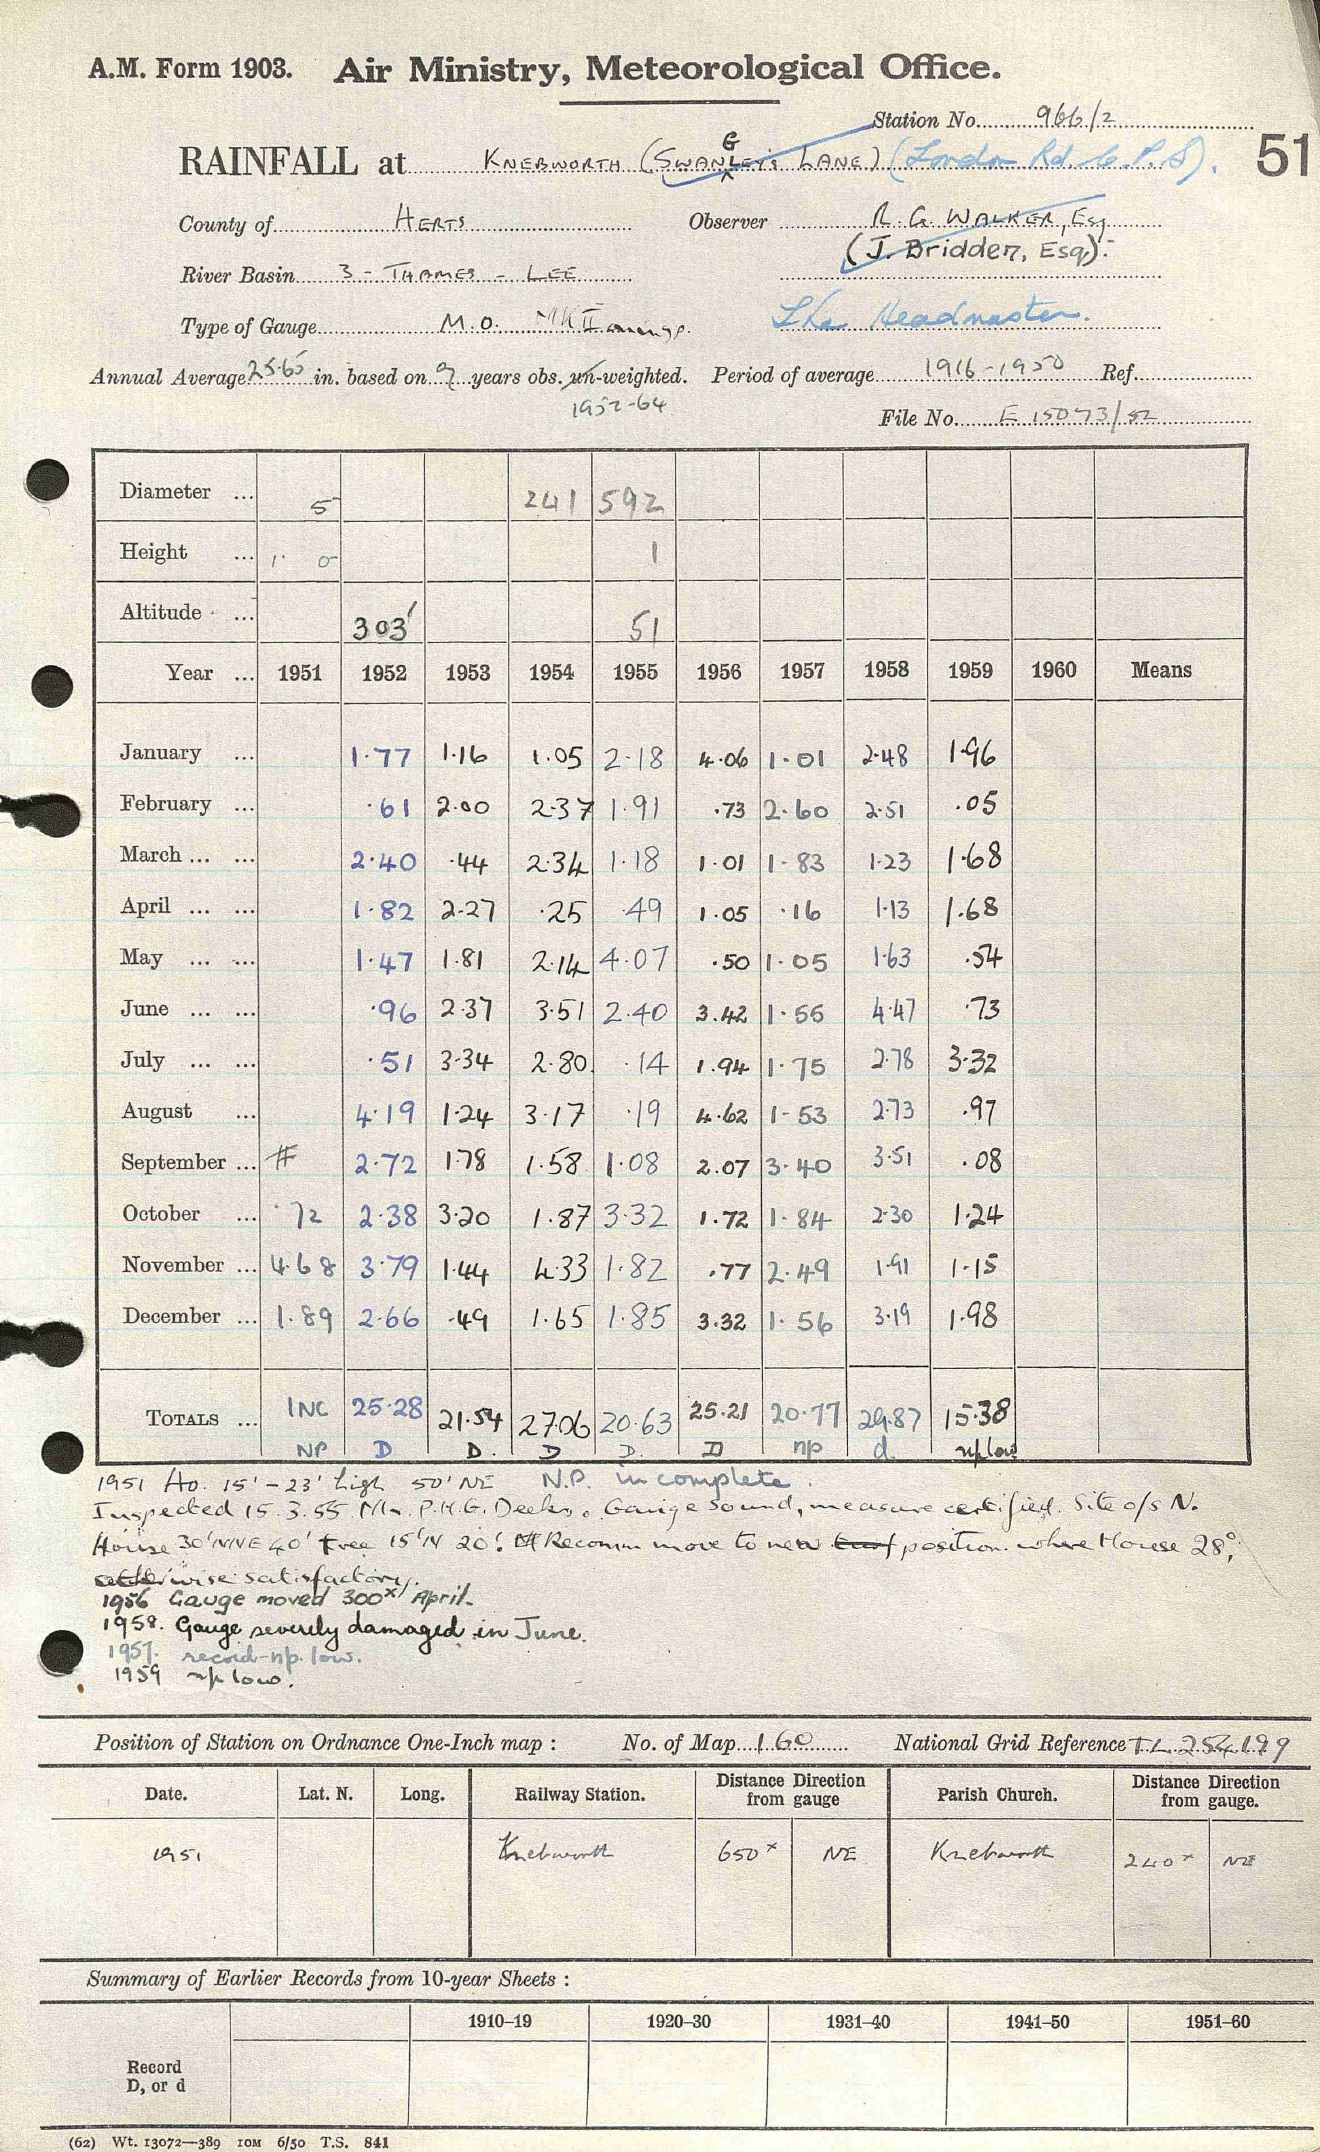 A.M. Form 1903. Air Ministry, Meteorological Office.
Station No. 966/2
RAINFALL at KNEBWORTH (SWANGLEY'S LANE) (London Rd C.P.S). 51
County of HERTS Observer R. G. WALKER, Esq
(J. Bridden, Esq).
River Basin 3 - THAMES - LEE
Type of Gauge M.O. MK II The Headmaster.
Annual Average 25.65 in. based on 9 years obs. un-weighted. Period of average 1916-1950 Ref.
1952-64
File No. E 15073/52
Diameter ... 5 241 592
Height ... 1' 0 1
Altitude ... 303' 51
Year ... 1951 1952 1953 1954 1955 1956 1957 1958 1959 1960 Means
January ... 1.77 1.16 1.05 2.18 4.06 1.01 2.48 1.96
February ... .61 2.00 2.37 1.91 .73 2.60 2.51 .05
March ... ... 2.40 .44 2.34 1.18 1.01 1.83 1.23 1.68
April ... ... 1.82 2.27 .25 .49 1.05 .16 1.13 1.68
May ... ... 1.47 1.81 2.14 4.07 .50 1.05 1.63 .54
June ... ... .96 2.37 3.51 2.40 3.42 1.55 4.47 .73
July ... ... .51 3.34 2.80 .14 1.94 1.75 2.78 3.32
August ... 4.19 1.24 3.17 .19 4.62 1.53 2.73 .97
September ... # 2.72 1.78 1.58 1.08 2.07 3.40 3.51 .08
October ... .72 2.38 3.20 1.87 3.32 1.72 1.84 2.30 1.24
November ... 4.68 3.79 1.44 4.33 1.82 .77 2.49 1.91 1.15
December ... 1.89 2.66 .49 1.65 1.85 3.32 1.56 3.19 1.98
TOTALS ... INC 25.28 21.54 27.06 20.63 25.21 20.77 29.87 15.38
NP D D. D D. D np d. np low
1951 Ho. 15' - 23' high 50' NE N.P. incomplete.
Inspected 15.3.55 Mr. P.H.G. Deeks. Gauge sound, measure certified. Site o/s N.
House 30' NNE 40' tree 15' N 20'. Recomm move to new turf position where House 28°,
otherwise satisfactory.
1956 Gauge moved 300x April.
1958. Gauge severely damaged in June.
1957. record np. low.
1959 np low.
Position of Station on Ordnance One-Inch map : No. of Map 160 National Grid Reference TL 254199
Date. Lat. N. Long. Railway Station. Distance Direction from gauge Parish Church. Distance Direction from gauge.
1951 Knebworth 650x NE Knebworth 240x NE
Summary of Earlier Records from 10-year Sheets :
1910–19 1920–30 1931–40 1941–50 1951–60
Record
D, or d
(62) Wt. 13072—389 10M 6/50 T.S. 841